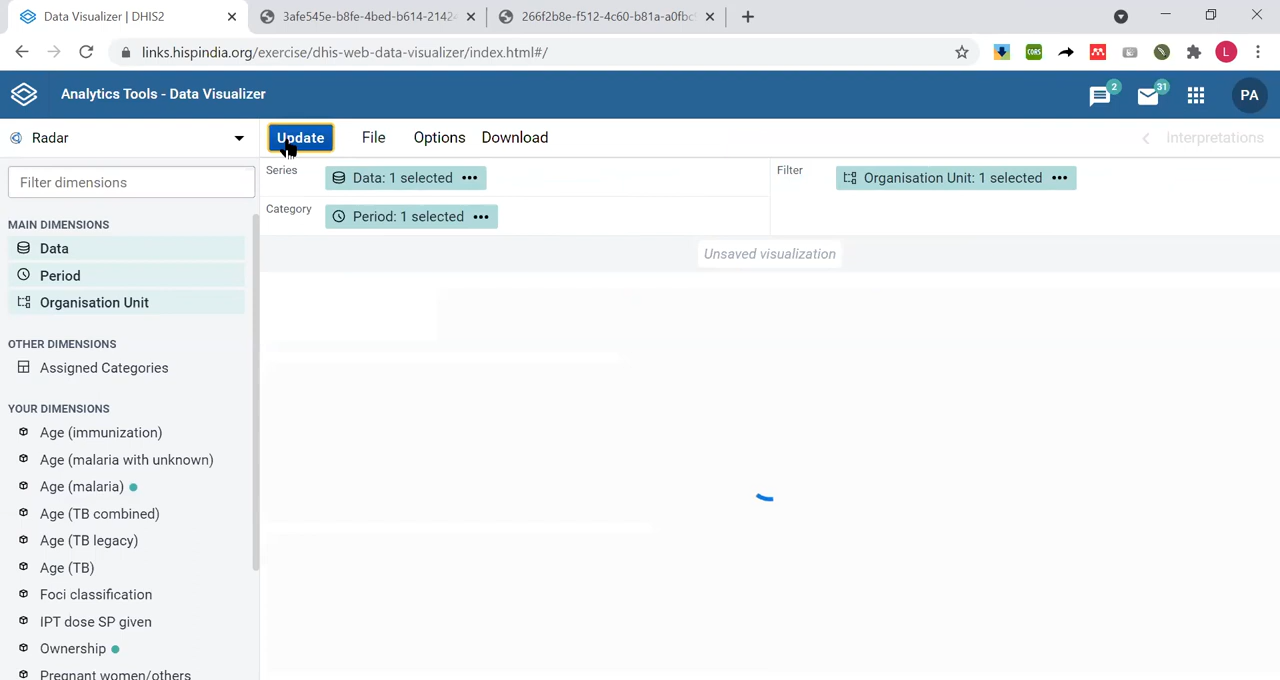 Data Visualizer | DHIS2
3afe545e-b8fe-4bed-b614-2142
266f2b8e-f512-4c60-b81a-a0fbc
links.hispindia.org/exercise/dhis-web-data-visualizer/index.html#/
CORS
L
Analytics Tools - Data Visualizer
2
31
PA
Radar
Update
File
Options
Download
Interpretations
Filter dimensions
Series
Data: 1 selected
Filter
Organisation Unit: 1 selected
Category
Period: 1 selected
Unsaved visualization
MAIN DIMENSIONS
Data
Period
Organisation Unit
OTHER DIMENSIONS
Assigned Categories
YOUR DIMENSIONS
Age (immunization)
Age (malaria with unknown)
Age (malaria)
Age (TB combined)
Age (TB legacy)
Age (TB)
Foci classification
IPT dose SP given
Ownership
Pregnant women/others